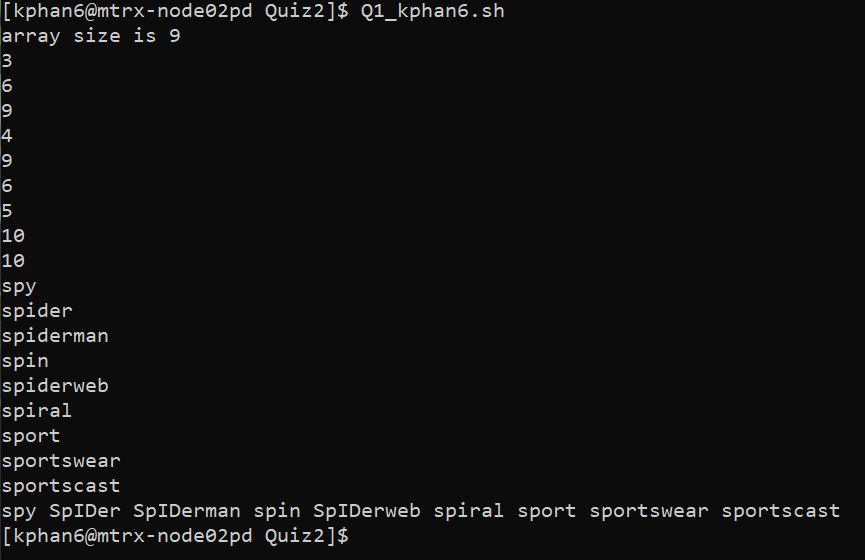 [kphan6@mtrx-node02pd Quiz2]$ Q1_kphan6.sh
array size is 9
3
6
9
4
9
6
5
10
10
spy
spider
spiderman
spin
spiderweb
spiral
sport
sportswear
sportscast
spy SpIDer SpIDerman spin SpIDerweb spiral sport sportswear sportscast
[kphan6@mtrx-node02pd Quiz2]$